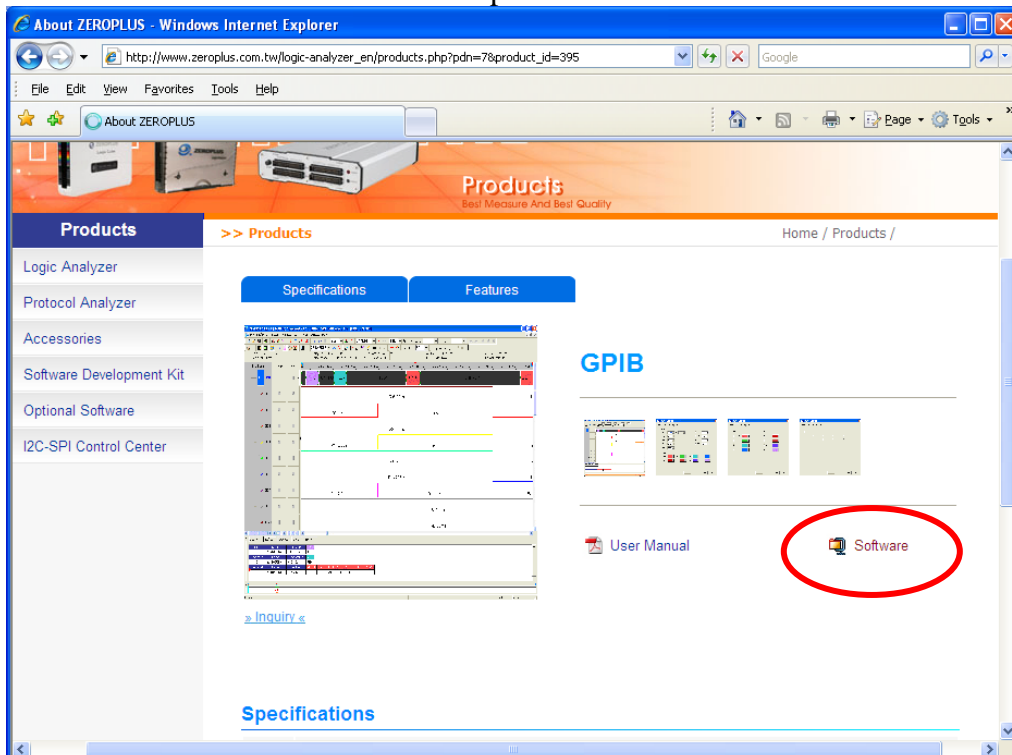 About ZEROPLUS - Windows Internet Explorer
http://www.zeroplus.com.tw/logic-analyzer_en/products.php?pdn=7&product_id=395
Google
File Edit View Favorites Tools Help
About ZEROPLUS
Page Tools
Products
Best Measure And Best Quality
Products
>> Products
Home / Products /
Logic Analyzer
Protocol Analyzer
Accessories
Software Development Kit
Optional Software
I2C-SPI Control Center
Specifications
Features
GPIB
User Manual
Software
» Inquiry «
Specifications